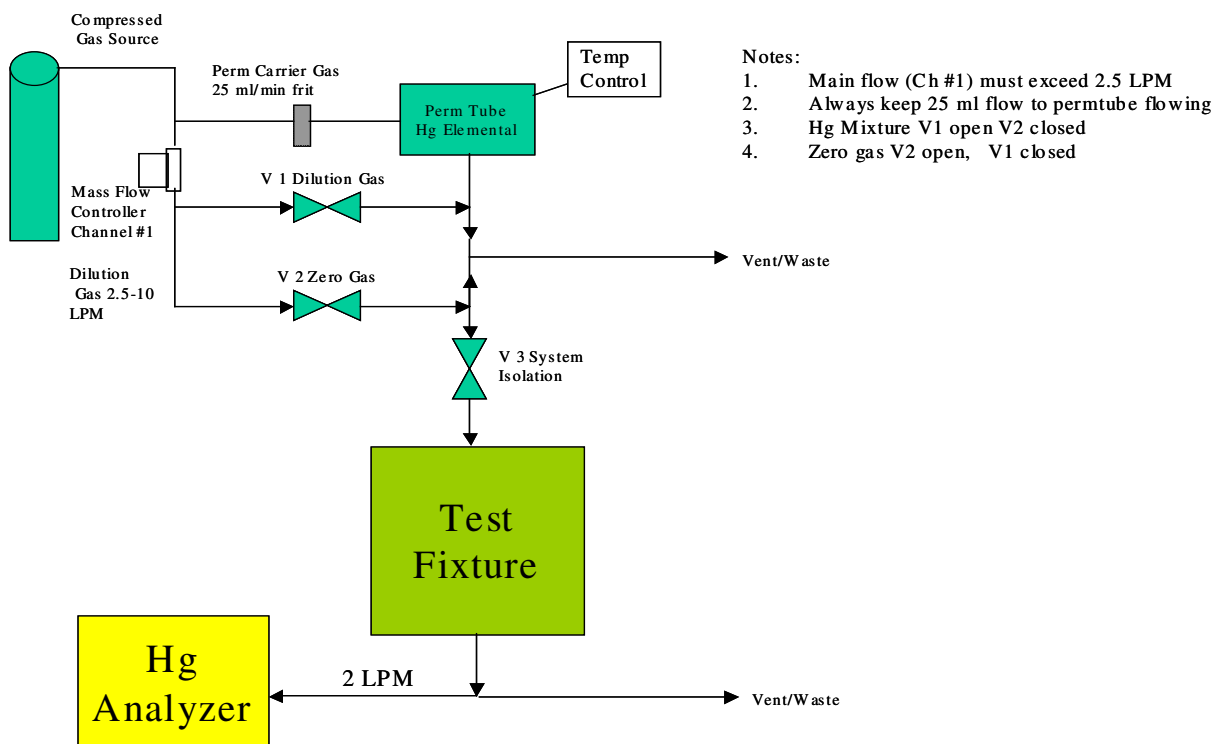 Compressed
Gas Source
Perm Carrier Gas
25 ml/min frit
Temp
Control
Perm Tube
Hg Elemental
Notes:
1. Main flow (Ch #1) must exceed 2.5 LPM
2. Always keep 25 ml flow to permtube flowing
3. Hg Mixture V1 open V2 closed
4. Zero gas V2 open, V1 closed
Mass Flow
Controller
Channel #1
V 1 Dilution Gas
Vent/Waste
Dilution
Gas 2.5-10
LPM
V 2 Zero Gas
V 3 System
Isolation
Test
Fixture
Hg
Analyzer
2 LPM
Vent/Waste